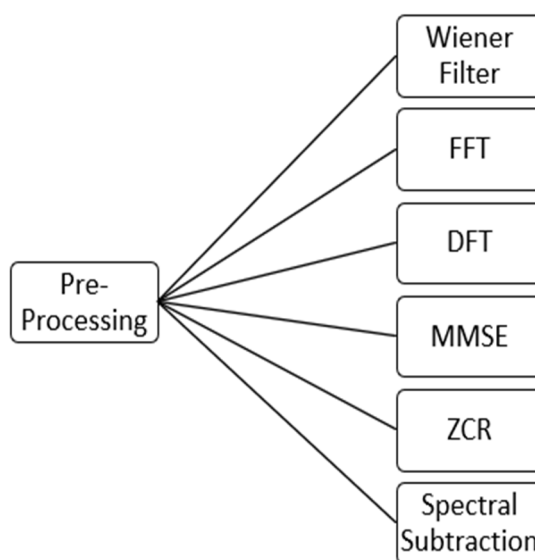 Wiener
Filter
FFT
DFT
Pre-
Processing
MMSE
ZCR
Spectral
Subtraction